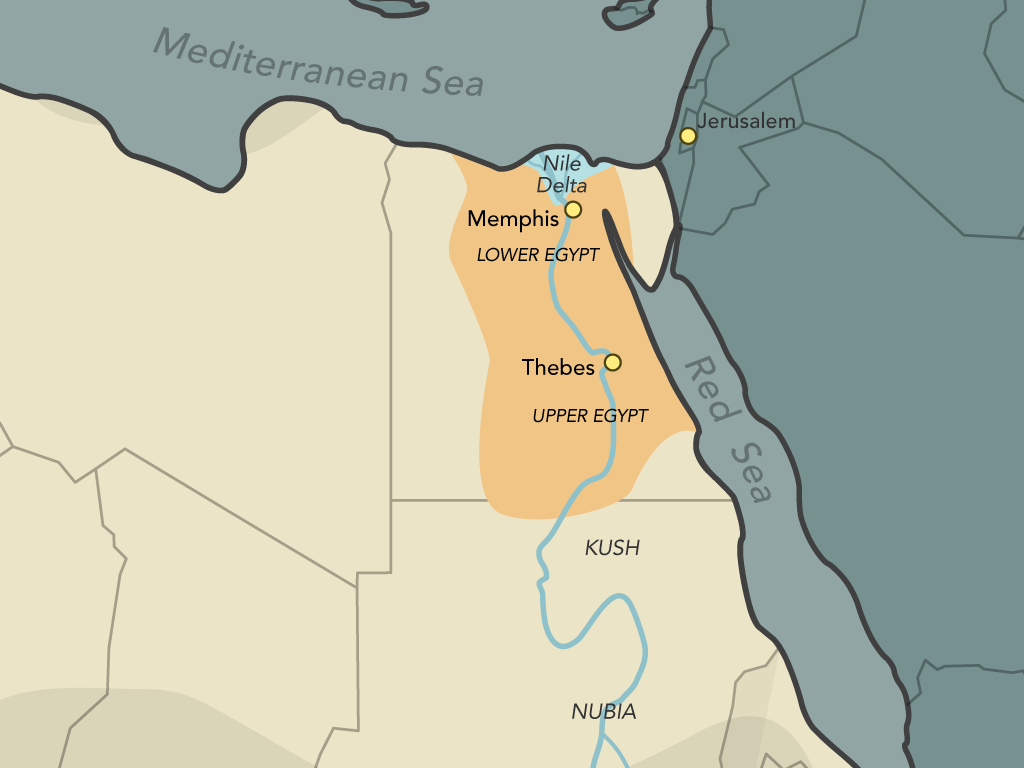 Mediterranean Sea
Jerusalem
Nile
Delta
Memphis
LOWER EGYPT
Thebes
UPPER EGYPT
Red Sea
KUSH
NUBIA